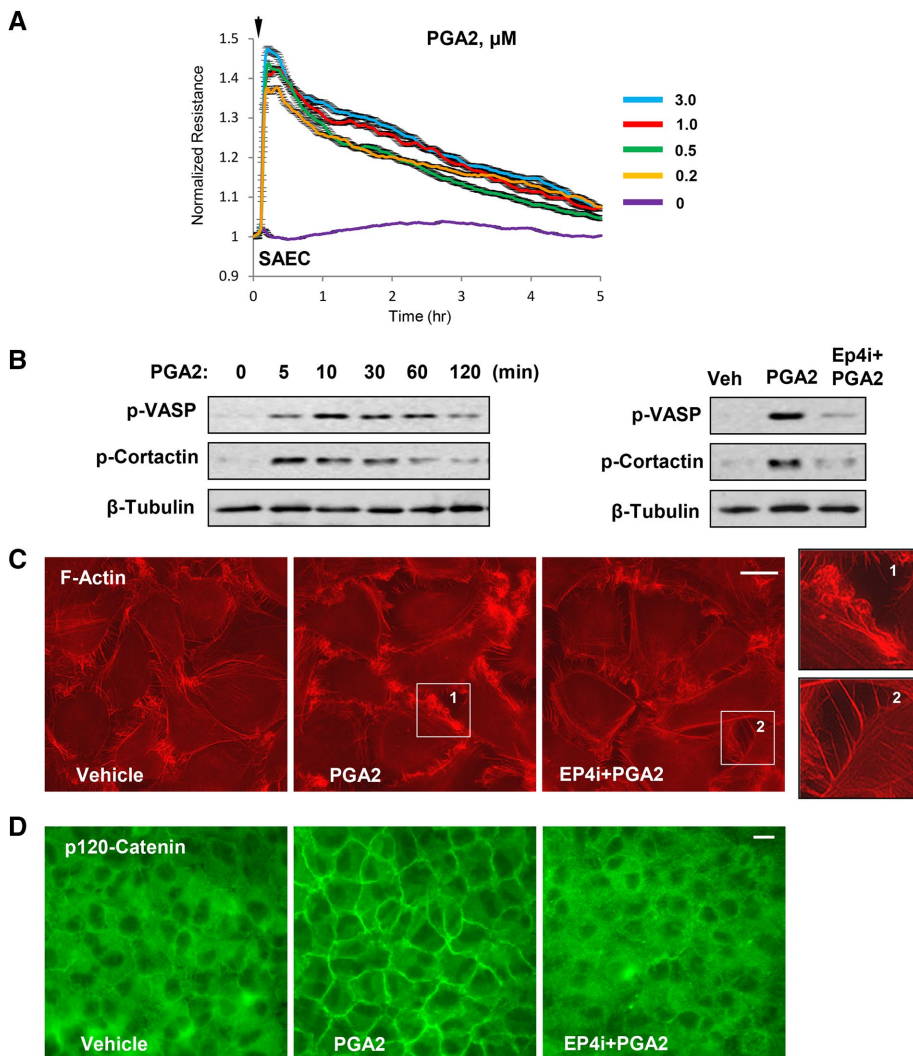 A
PGA2, µM
1.5
1.4
1.3
1.2
1.1
1
0.9
Normalized Resistance
SAEC
0 1 2 3 4 5
Time (hr)
3.0
1.0
0.5
0.2
0
B
PGA2: 0 5 10 30 60 120 (min)
p-VASP
p-Cortactin
β-Tubulin
Veh PGA2 Ep4i+
PGA2
p-VASP
p-Cortactin
β-Tubulin
C
F-Actin
Vehicle
1
PGA2
2
EP4i+PGA2
1
2
D
p120-Catenin
Vehicle
PGA2
EP4i+PGA2